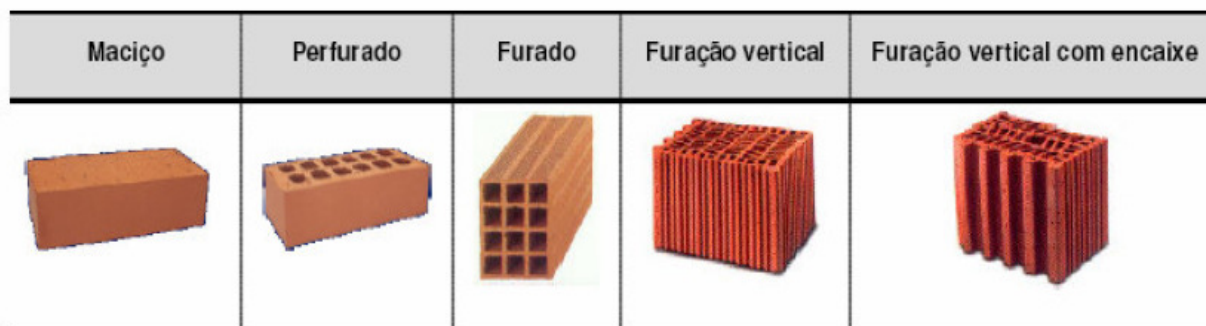 Maciço
Perfurado
Furado
Furação vertical
Furação vertical com encaixe